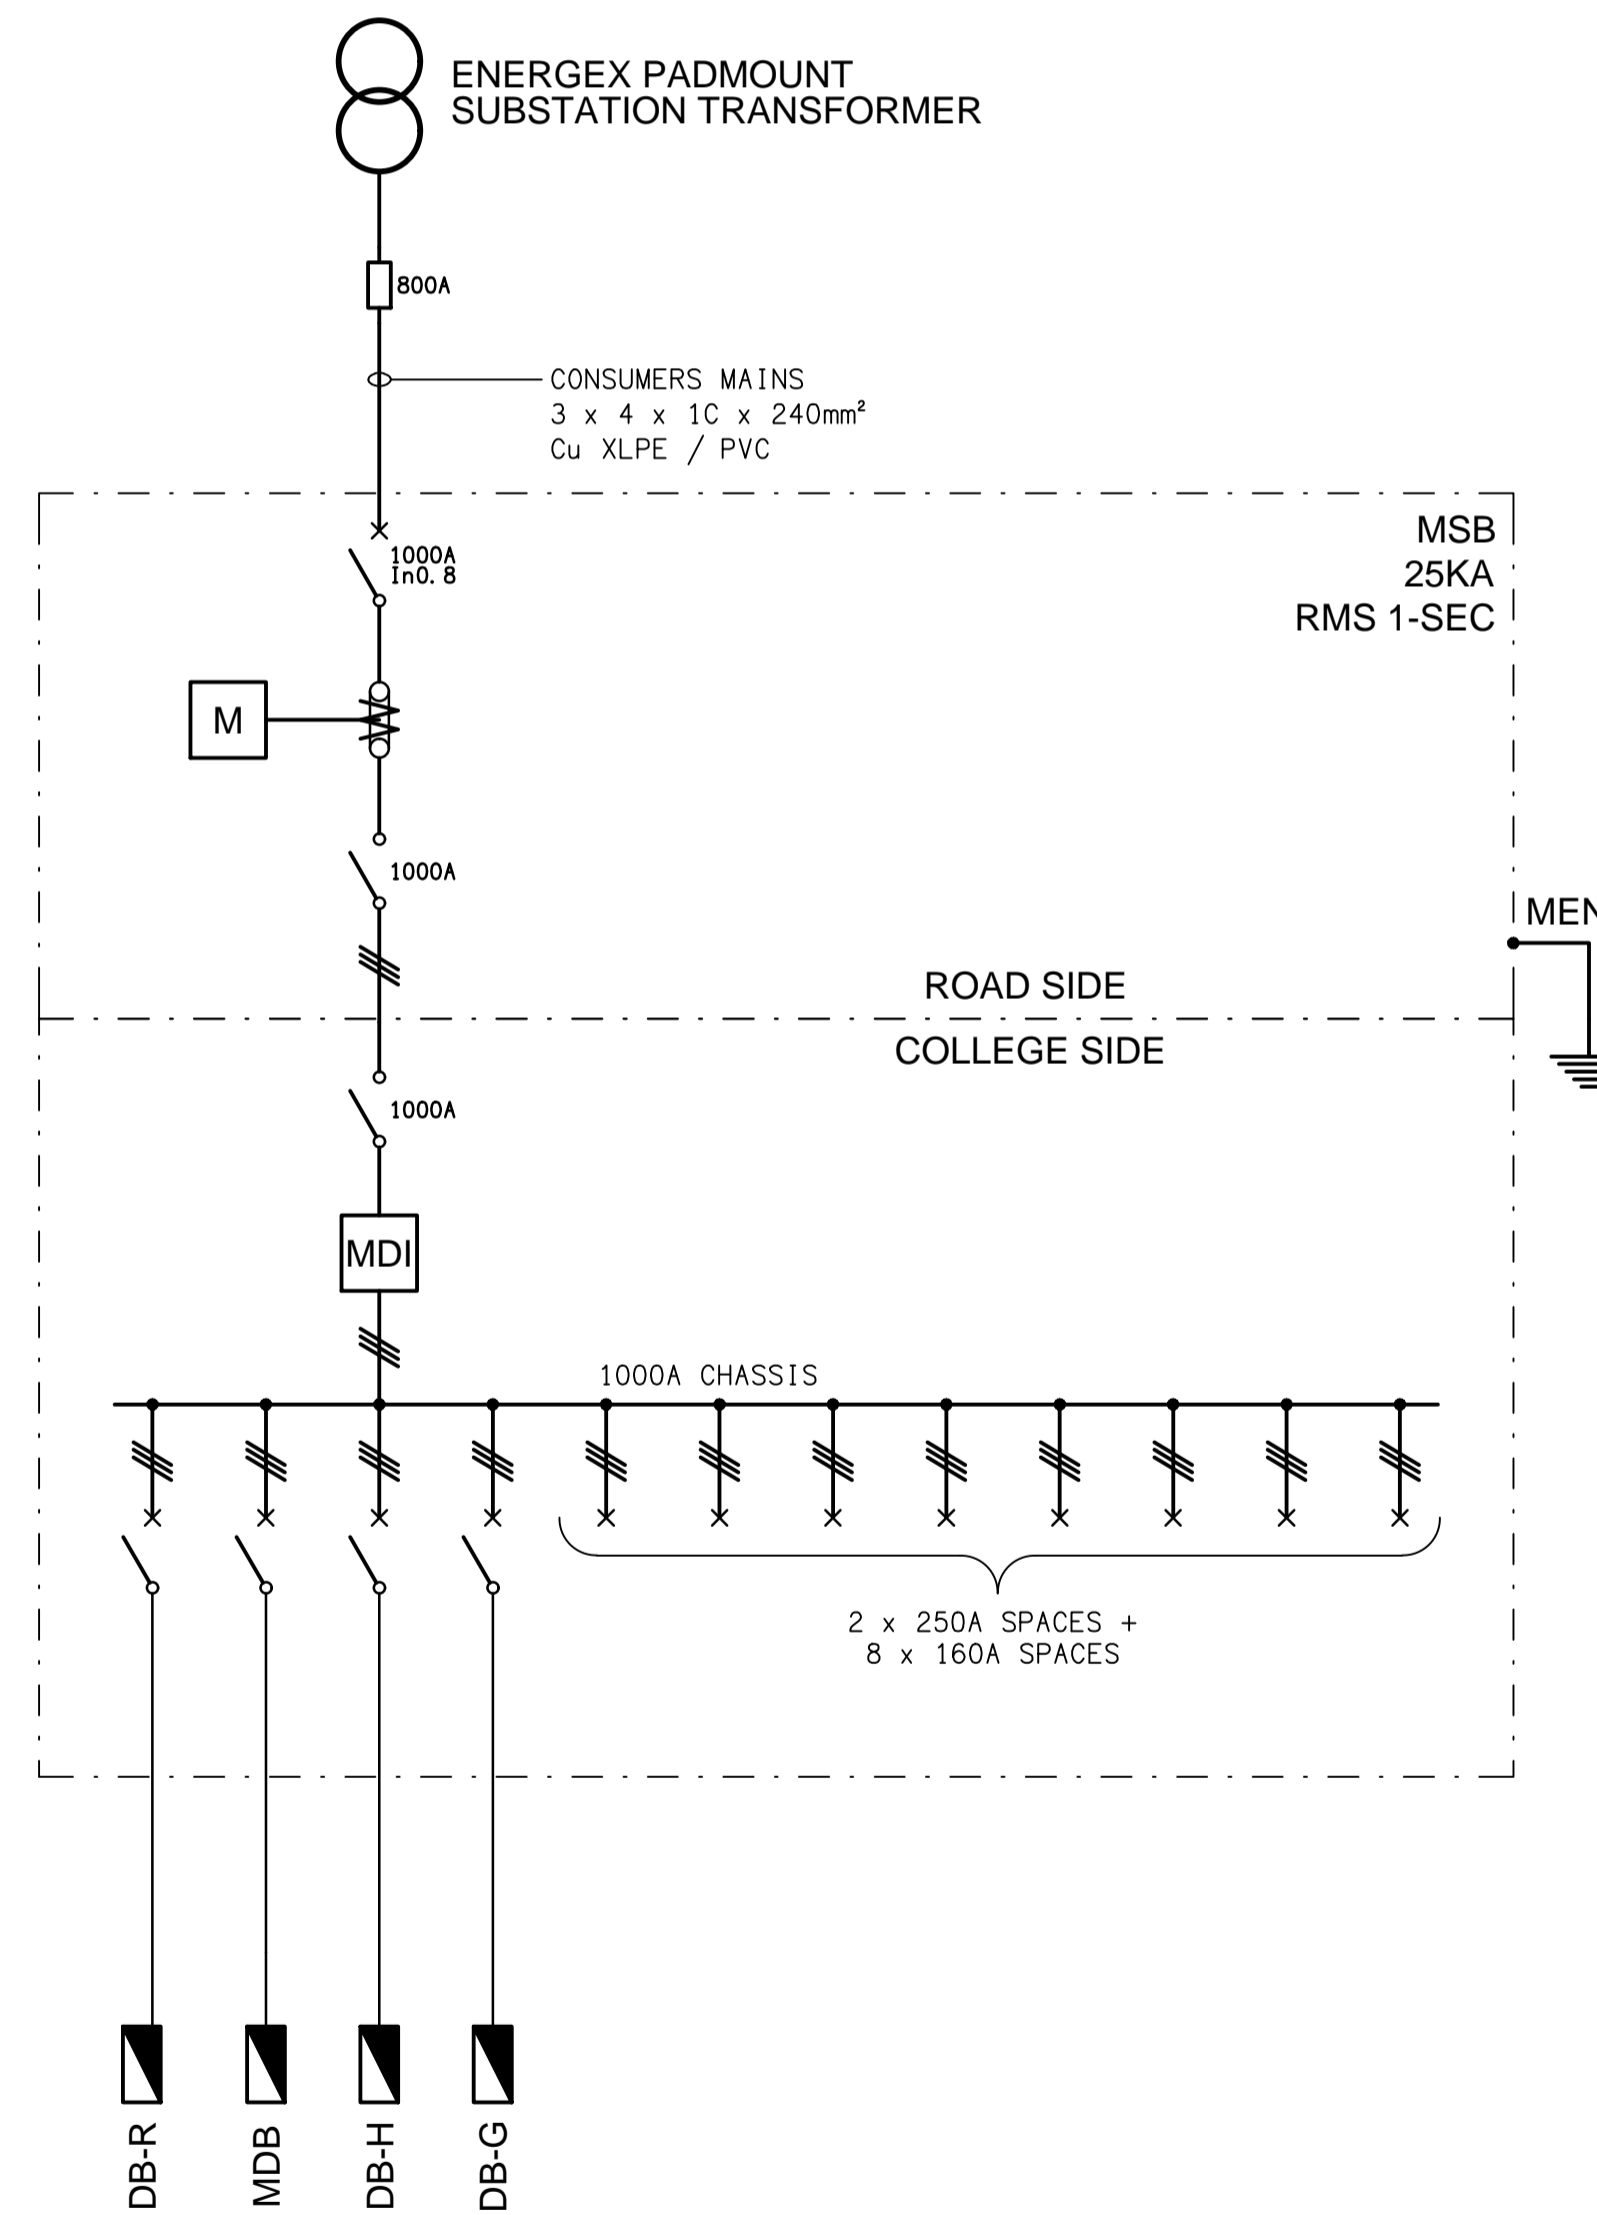 ENERGEX PADMOUNT
SUBSTATION TRANSFORMER
800A
CONSUMERS MAINS
3 x 4 x 1C x 240mm²
Cu XLPE / PVC
MSB
25KA
RMS 1-SEC
1000A
In0.8
M
1000A
MEN
ROAD SIDE
COLLEGE SIDE
1000A
MDI
1000A CHASSIS
2 x 250A SPACES +
8 x 160A SPACES
DB-R
MDB
DB-H
DB-G